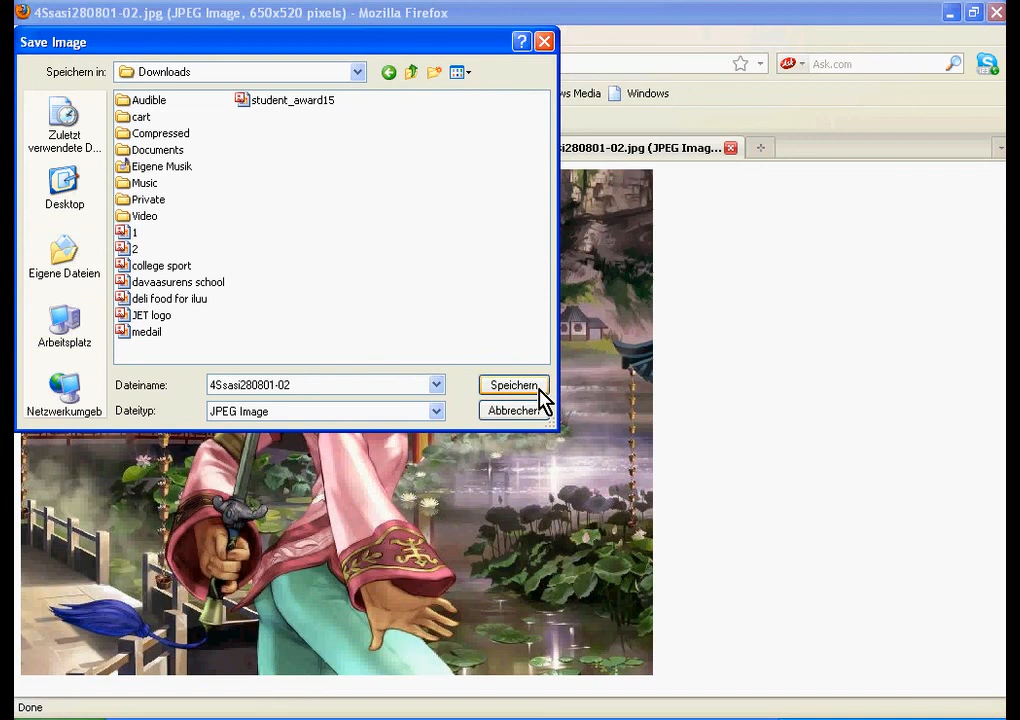 4Ssasi280801-02.jpg (JPEG Image, 650x520 pixels) - Mozilla Firefox
Save Image
Speichern in:
Downloads
Ask.com
Zuletzt
verwendete D...
Desktop
Eigene Dateien
Arbeitsplatz
Netzwerkumgeb
Audible
cart
Compressed
Documents
Eigene Musik
Music
Private
Video
1
2
college sport
davaasurens school
deli food for iluu
JET logo
medail
student_award15
ws Media
Windows
si280801-02.jpg (JPEG Imag...
Dateiname:
4Ssasi280801-02
Speichern
Dateityp:
JPEG Image
Abbrechen
Done